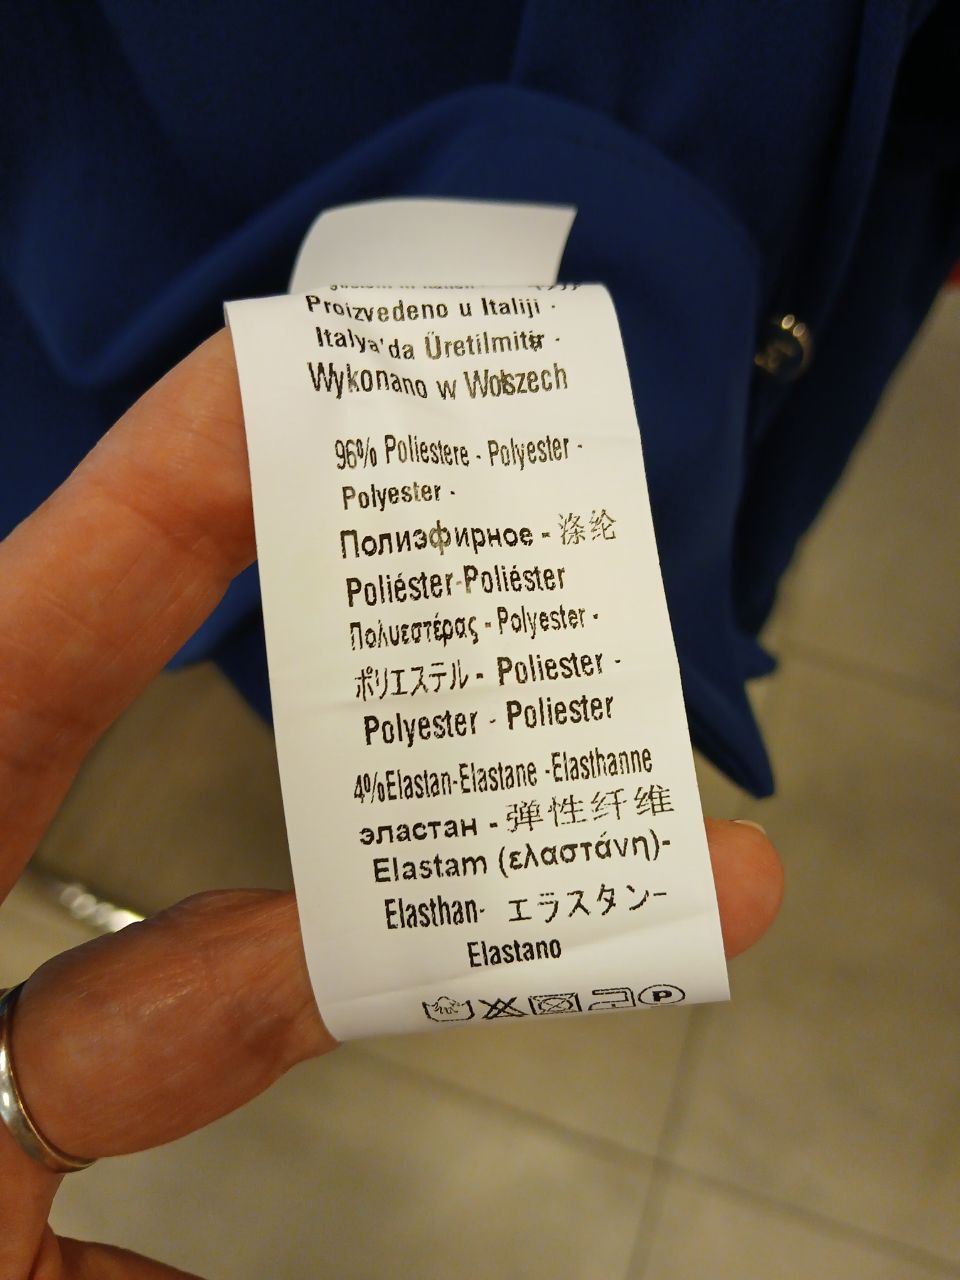 Proizvedeno u Italiji -
Italya'da Üretilmitir -
Wykonano w Wołszech
96% Poliestere - Polyester -
Polyester -
Полиэфирное - 涤纶
Poliéster-Poliéster
Πολυεστέρας - Polyester -
ポリエステル - Poliester -
Polyester - Poliester
4%Elastan-Elastane -Elasthanne
эластан - 弹性纤维
Elastam (ελαστάνη)-
Elasthan- エラスタン-
Elastano
P